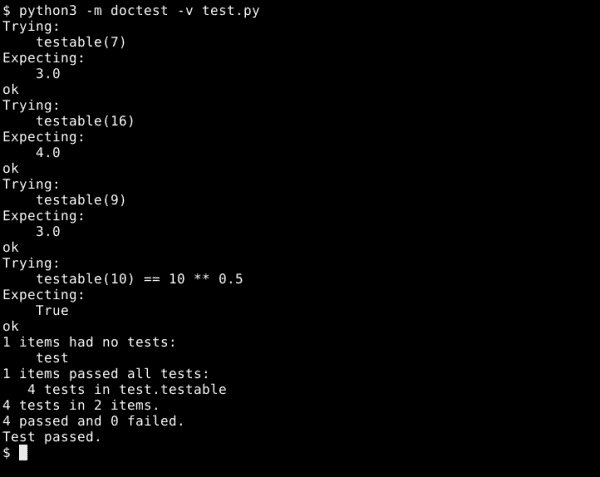 $ python3 -m doctest -v test.py
Trying:
    testable(7)
Expecting:
    3.0
ok
Trying:
    testable(16)
Expecting:
    4.0
ok
Trying:
    testable(9)
Expecting:
    3.0
ok
Trying:
    testable(10) == 10 ** 0.5
Expecting:
    True
ok
1 items had no tests:
    test
1 items passed all tests:
   4 tests in test.testable
4 tests in 2 items.
4 passed and 0 failed.
Test passed.
$